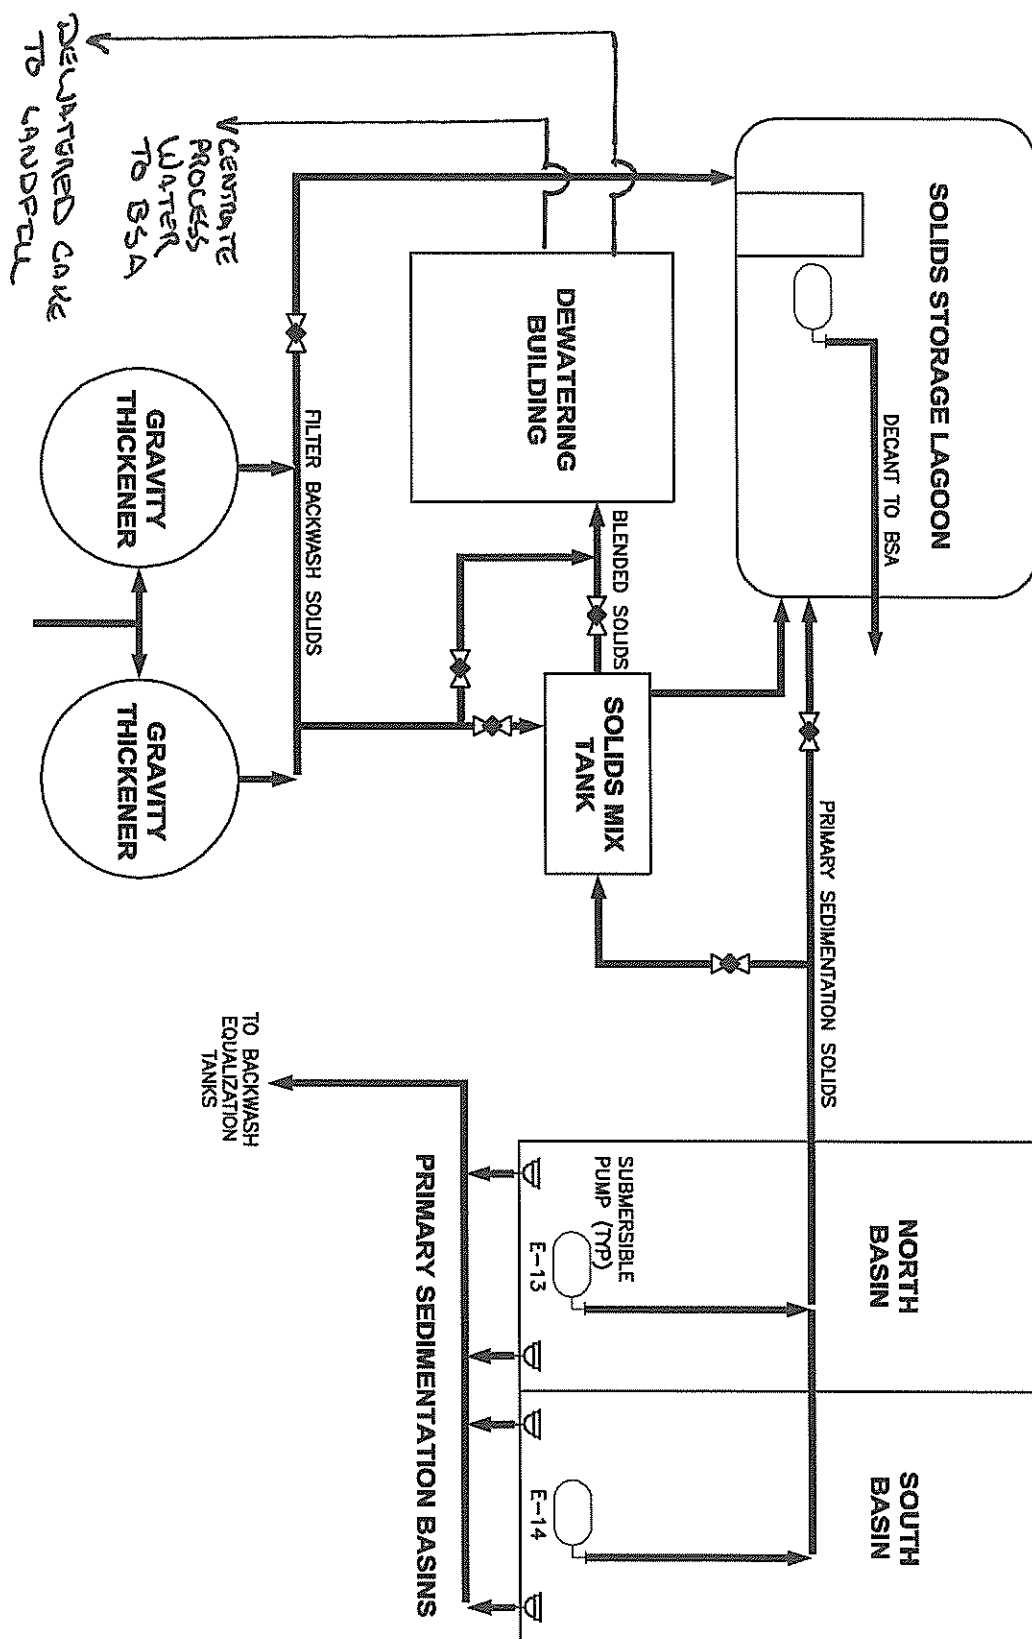 SOLIDS STORAGE LAGOON
DECANT TO BSA
PRIMARY SEDIMENTATION SOLIDS
NORTH
BASIN
SOUTH
BASIN
DEWATERING
BUILDING
BLENDED SOLIDS
SOLIDS MIX
TANK
SUBMERSIBLE
PUMP (TYP)
E-13
E-14
PRIMARY SEDIMENTATION BASINS
TO BACKWASH
EQUALIZATION
TANKS
FILTER BACKWASH SOLIDS
GRAVITY
THICKENER
GRAVITY
THICKENER
CENTRATE
PROCESS
WATER
TO BSA
DEWATERED CAKE
TO LANDFILL